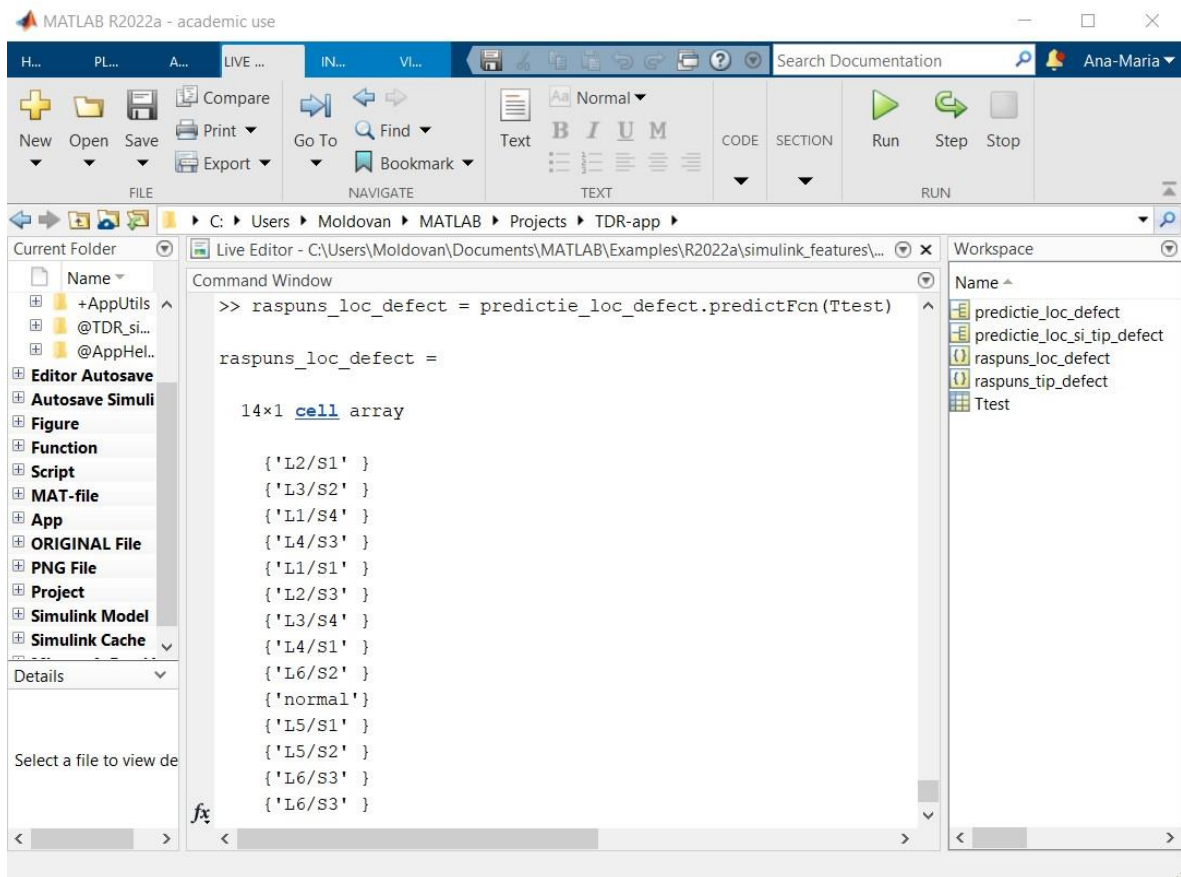 MATLAB R2022a - academic use
H... PL... A... LIVE ... IN... VI... Search Documentation Ana-Maria
New Open Save Compare Print Export
FILE
Go To Find Bookmark
NAVIGATE
Text Aa Normal
B I U M
TEXT
CODE
SECTION
Run Step Stop
RUN
C: Users Moldovan MATLAB Projects TDR-app
Current Folder
Name
+AppUtils
@TDR_si...
@AppHel..
Editor Autosave
Autosave Simuli
Figure
Function
Script
MAT-file
App
ORIGINAL File
PNG File
Project
Simulink Model
Simulink Cache
Details
Select a file to view de
Live Editor - C:\Users\Moldovan\Documents\MATLAB\Examples\R2022a\simulink_features\...
Command Window
>> raspuns_loc_defect = predictie_loc_defect.predictFcn(Ttest)
raspuns_loc_defect =
14×1 cell array
{'L2/S1' }
{'L3/S2' }
{'L1/S4' }
{'L4/S3' }
{'L1/S1' }
{'L2/S3' }
{'L3/S4' }
{'L4/S1' }
{'L6/S2' }
{'normal'}
{'L5/S1' }
{'L5/S2' }
{'L6/S3' }
{'L6/S3' }
fx
Workspace
Name
predictie_loc_defect
predictie_loc_si_tip_defect
raspuns_loc_defect
raspuns_tip_defect
Ttest